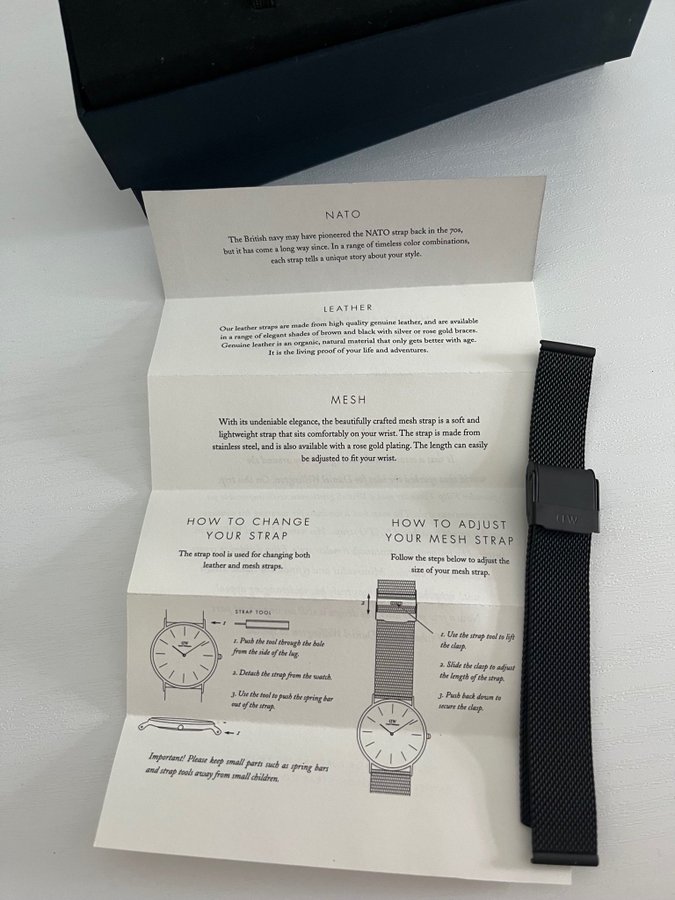 NATO
The British navy may have pioneered the NATO strap back in the 70s,
but it has come a long way since. In a range of timeless color combinations,
each strap tells a unique story about your style.
LEATHER
Our leather straps are made from high quality genuine leather, and are available
in a range of elegant shades of brown and black with silver or rose gold braces.
Genuine leather is an organic, natural material that only gets better with age.
It is the living proof of your life and adventures.
MESH
With its undeniable elegance, the beautifully crafted mesh strap is a soft and
lightweight strap that sits comfortably on your wrist. The strap is made from
stainless steel, and is also available with a rose gold plating. The length can easily
be adjusted to fit your wrist.
HOW TO CHANGE
YOUR STRAP
The strap tool is used for changing both
leather and mesh straps.
STRAP TOOL
1
1. Push the tool through the hole
from the side of the lug.
2. Detach the strap from the watch.
3. Use the tool to push the spring bar
out of the strap.
DW
1
Important! Please keep small parts such as spring bars
and strap tools away from small children.
HOW TO ADJUST
YOUR MESH STRAP
Follow the steps below to adjust the
size of your mesh strap.
2
1. Use the strap tool to lift
the clasp.
2. Slide the clasp to adjust
the length of the strap.
3. Push back down to
secure the clasp.
DW
DW